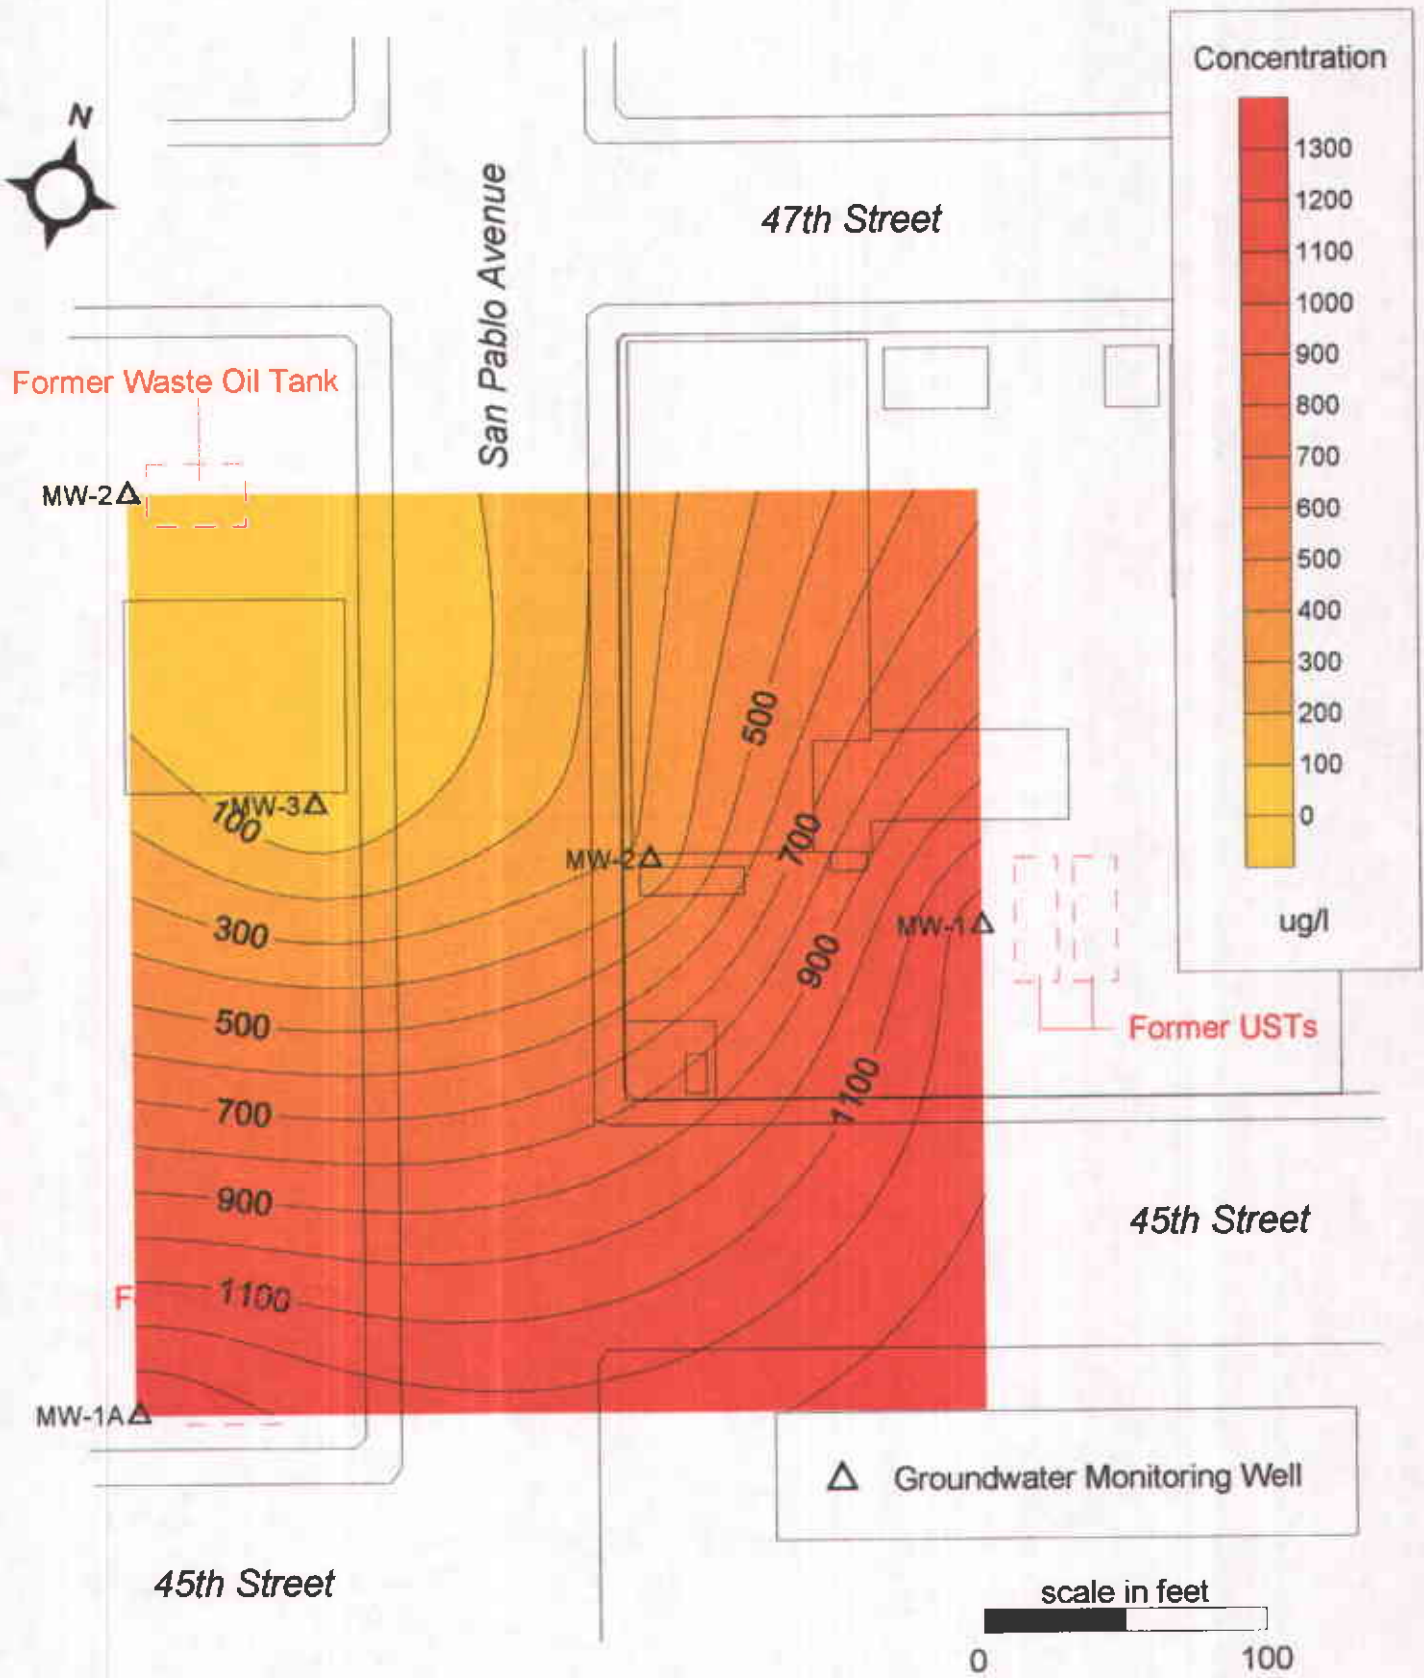 Concentration
1300
1200
1100
1000
900
800
700
600
500
400
300
200
100
0
ug/l
N
San Pablo Avenue
47th Street
Former Waste Oil Tank
MW-2
500
100
MW-3
MW-2
700
300
MW-1
900
500
Former USTs
700
1100
900
45th Street
F
1100
MW-1A
Groundwater Monitoring Well
45th Street
scale in feet
0 100